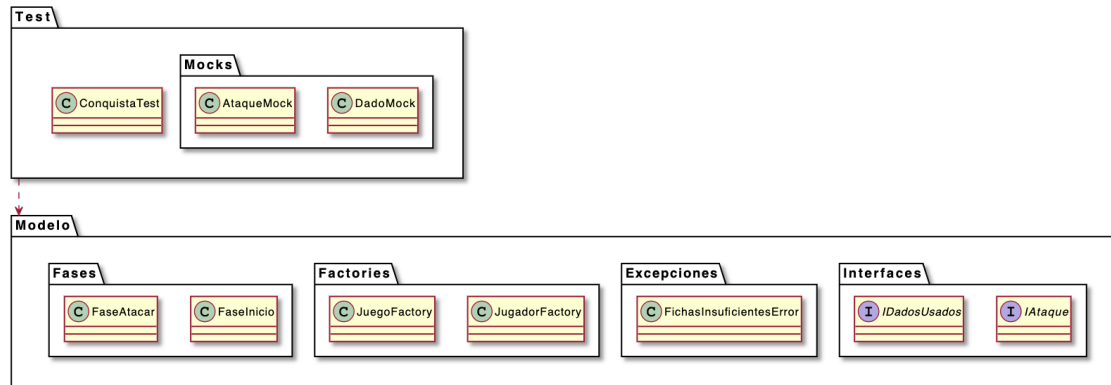 Test
Mocks
C ConquistaTest
C AtaqueMock
C DadoMock
Modelo
Fases
Factories
Excepciones
Interfaces
C FaseAtacar
C FaseInicio
C JuegoFactory
C JugadorFactory
C FichasInsuficientesError
I IDadosUsados
I IAtaque